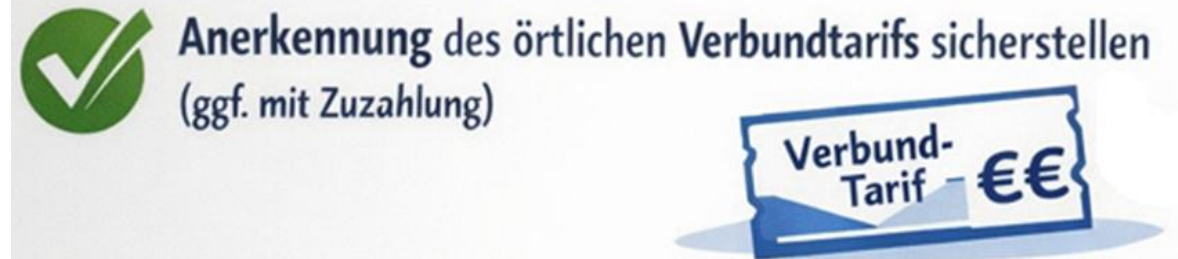 Anerkennung des örtlichen Verbundtarifs sicherstellen
(ggf. mit Zuzahlung)
Verbund-
Tarif €€